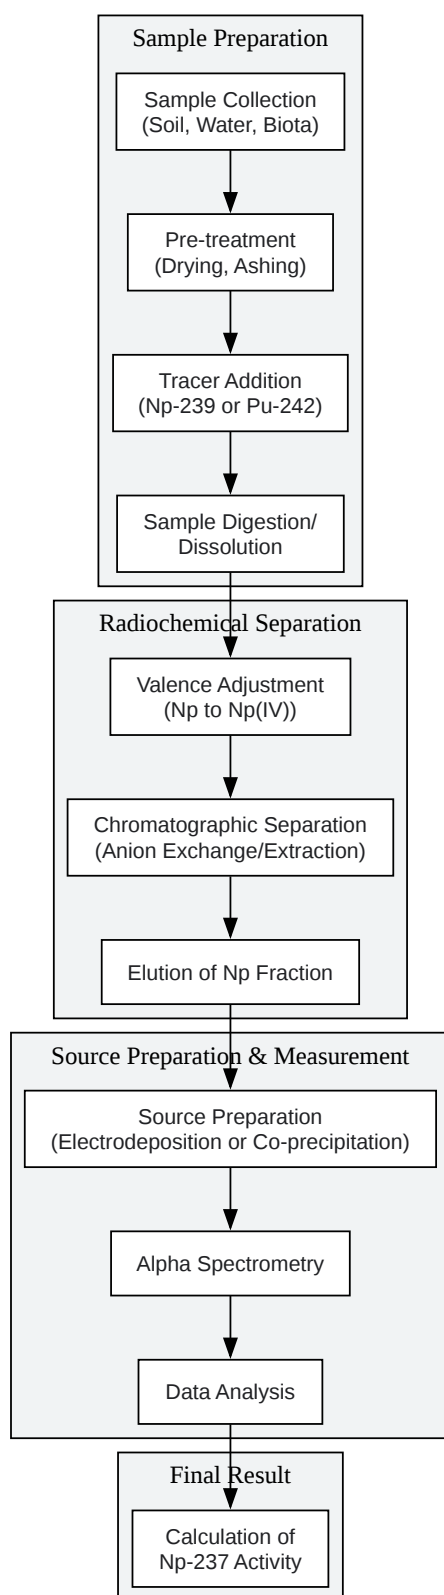 Sample Preparation
Sample Collection
(Soil, Water, Biota)
Pre-treatment
(Drying, Ashing)
Tracer Addition
(Np-239 or Pu-242)
Sample Digestion/
Dissolution
Radiochemical Separation
Valence Adjustment
(Np to Np(IV))
Chromatographic Separation
(Anion Exchange/Extraction)
Elution of Np Fraction
Source Preparation & Measurement
Source Preparation
(Electrodeposition or Co-precipitation)
Alpha Spectrometry
Data Analysis
Final Result
Calculation of
Np-237 Activity